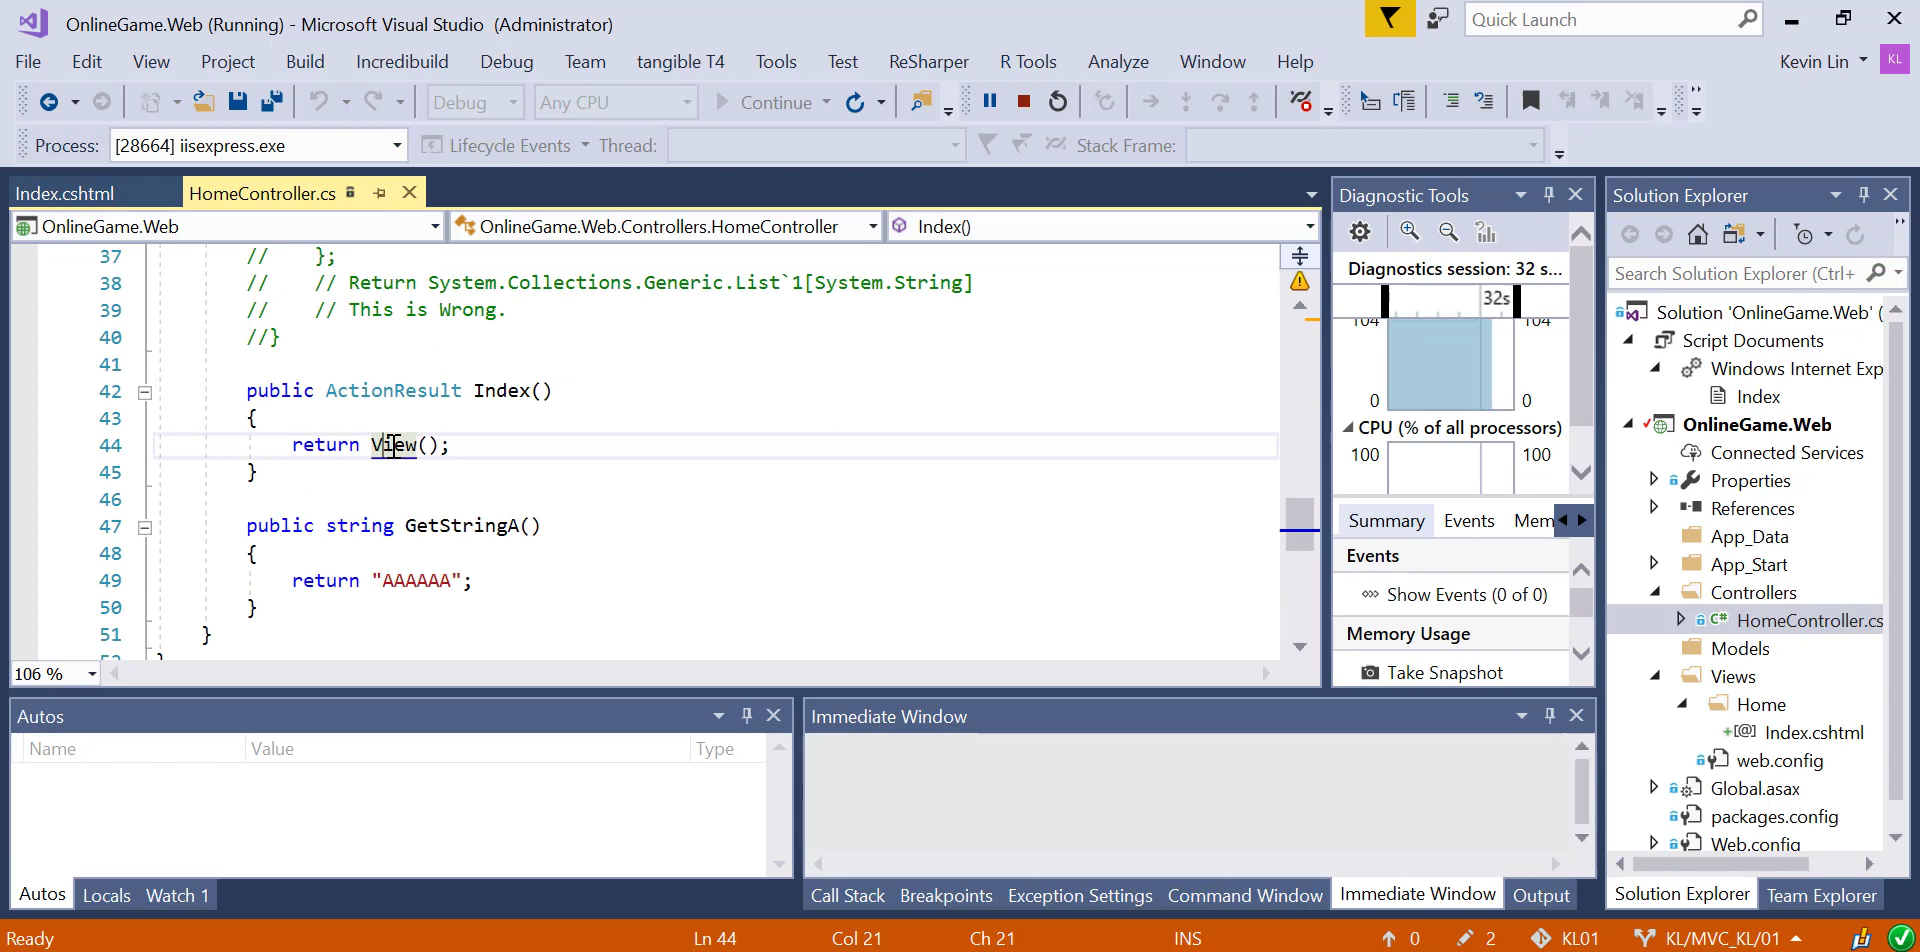 OnlineGame.Web (Running) - Microsoft Visual Studio (Administrator)
Quick Launch
File Edit View Project Build Incredibuild Debug Team tangible T4 Tools Test ReSharper R Tools Analyze Window Help
Kevin Lin KL
Debug Any CPU Continue
Process: [28664] iisexpress.exe Lifecycle Events Thread: Stack Frame:
Index.cshtml HomeController.cs
OnlineGame.Web OnlineGame.Web.Controllers.HomeController Index()
37 // };
38 // // Return System.Collections.Generic.List`1[System.String]
39 // // This is Wrong.
40 //}
41
42 public ActionResult Index()
43 {
44 return View();
45 }
46
47 public string GetStringA()
48 {
49 return "AAAAAA";
50 }
51 }
106 %
Diagnostic Tools
Diagnostics session: 32 s...
32s
104 104
0 0
CPU (% of all processors)
100 100
Summary Events Mem
Events
Show Events (0 of 0)
Memory Usage
Take Snapshot
Solution Explorer
Search Solution Explorer (Ctrl+
Solution 'OnlineGame.Web' (
Script Documents
Windows Internet Exp
Index
OnlineGame.Web
Connected Services
Properties
References
App_Data
App_Start
Controllers
C# HomeController.cs
Models
Views
Home
Index.cshtml
web.config
Global.asax
packages.config
Web.config
Solution Explorer Team Explorer
Autos
Name Value Type
Autos Locals Watch 1
Immediate Window
Call Stack Breakpoints Exception Settings Command Window Immediate Window Output
Ready Ln 44 Col 21 Ch 21 INS 0 2 KL01 KL/MVC_KL/01